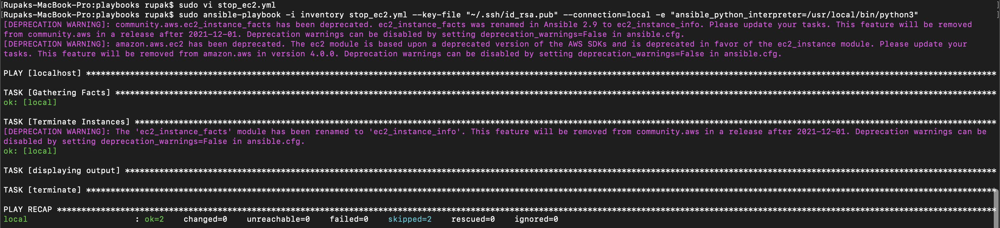 [Rupaks-MacBook-Pro:playbooks rupak$ sudo vi stop_ec2.yml ]
[Rupaks-MacBook-Pro:playbooks rupak$ sudo ansible-playbook -i inventory stop_ec2.yml --key-file "~/.ssh/id_rsa.pub" --connection=local -e "ansible_python_interpreter=/usr/local/bin/python3" ]
[DEPRECATION WARNING]: community.aws.ec2_instance_facts has been deprecated. ec2_instance_facts was renamed in Ansible 2.9 to ec2_instance_info. Please update your tasks. This feature will be removed
from community.aws in a release after 2021-12-01. Deprecation warnings can be disabled by setting deprecation_warnings=False in ansible.cfg.
[DEPRECATION WARNING]: amazon.aws.ec2 has been deprecated. The ec2 module is based upon a deprecated version of the AWS SDKs and is deprecated in favor of the ec2_instance module. Please update your
tasks. This feature will be removed from amazon.aws in version 4.0.0. Deprecation warnings can be disabled by setting deprecation_warnings=False in ansible.cfg.
PLAY [localhost] ***********************************************************************************************************************************************************************************************
TASK [Gathering Facts] *****************************************************************************************************************************************************************************************
ok: [local]
TASK [Terminate Instances] *************************************************************************************************************************************************************************************
[DEPRECATION WARNING]: The 'ec2_instance_facts' module has been renamed to 'ec2_instance_info'. This feature will be removed from community.aws in a release after 2021-12-01. Deprecation warnings can be
disabled by setting deprecation_warnings=False in ansible.cfg.
ok: [local]
TASK [displaying output] ***************************************************************************************************************************************************************************************
TASK [terminate] ***********************************************************************************************************************************************************************************************
PLAY RECAP *****************************************************************************************************************************************************************************************************
local : ok=2 changed=0 unreachable=0 failed=0 skipped=2 rescued=0 ignored=0